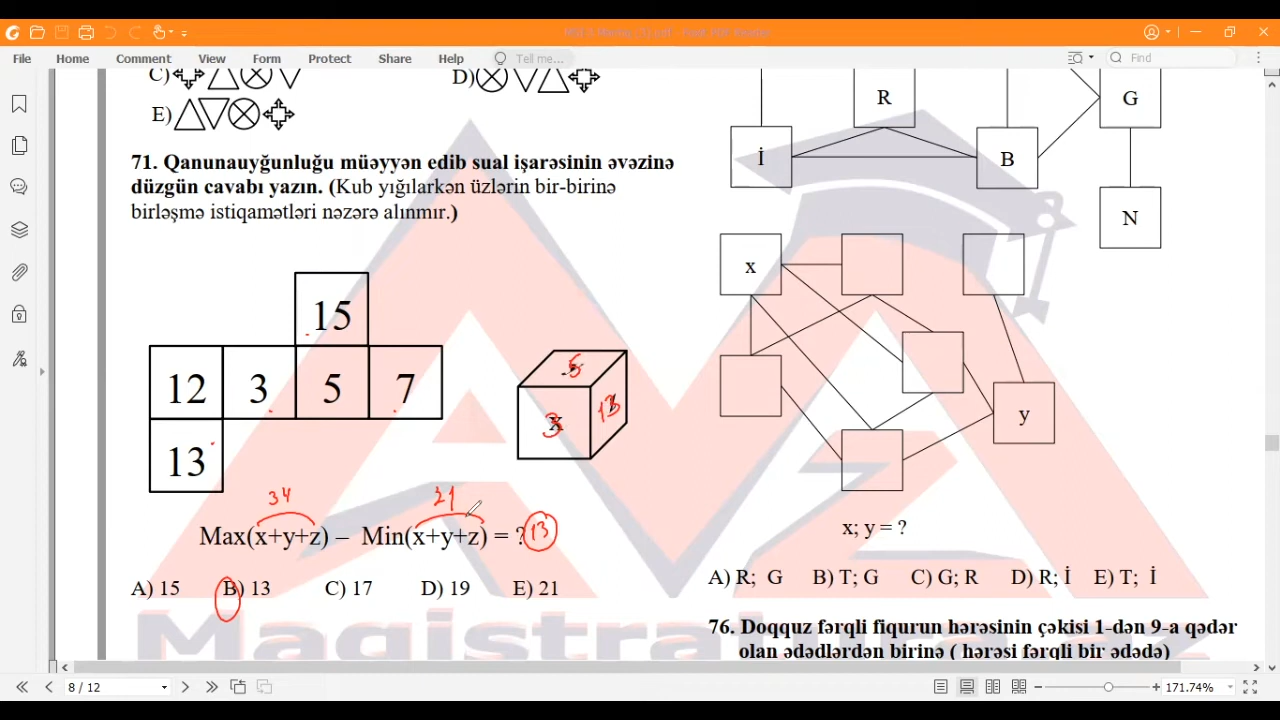 File Home Comment View Form Protect Share Help Tell me... Find
C) D)
E)
71. Qanunauyğunluğu müəyyən edib sual işarəsinin əvəzinə
düzgün cavabı yazın. (Kub yığılarkən üzlərin bir-birinə
birləşmə istiqamətləri nəzərə alınmır.)
15
12 3 5 7
13
5
3 13
x
34 21
Max(x+y+z) – Min(x+y+z) = ? 13
A) 15 B) 13 C) 17 D) 19 E) 21
R
G
İ
B
N
x
y
x; y = ?
A) R; G B) T; G C) G; R D) R; İ E) T; İ
76. Doqquz fərqli fiqurun hərəsinin çəkisi 1-dən 9-a qədər
olan ədədlərdən birinə ( hərəsi fərqli bir ədədə)
Magistratura.az
8 / 12
171.74%